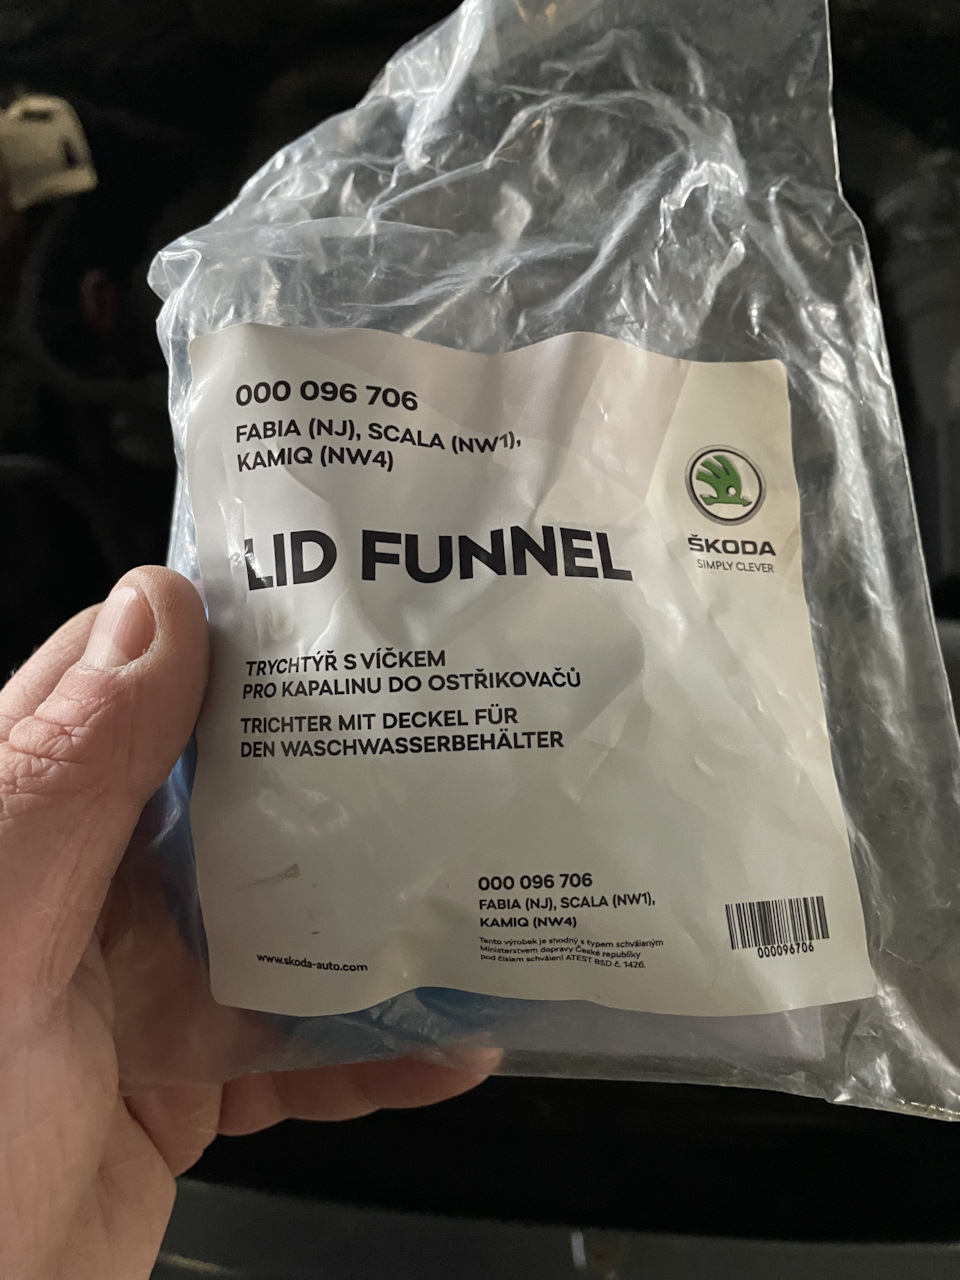 000 096 706
FABIA (NJ), SCALA (NW1),
KAMIQ (NW4)
ŠKODA
SIMPLY CLEVER
LID FUNNEL
TRYCHTÝŘ S VÍČKEM
PRO KAPALINU DO OSTŘIKOVAČŮ
TRICHTER MIT DECKEL FÜR
DEN WASCHWASSERBEHÄLTER
000 096 706
FABIA (NJ), SCALA (NW1),
KAMIQ (NW4)
Tento výrobek je shodný s typem schváleným
Ministerstvem dopravy České republiky
pod číslem schválení ATEST 8SD č. 1426.
www.skoda-auto.com
000096706